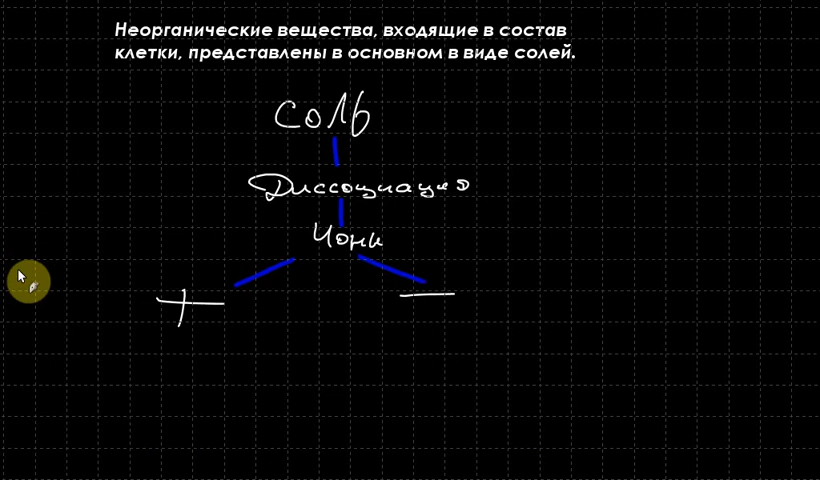 Неорганические вещества, входящие в состав
клетки, представлены в основном в виде солей.
Соль
Диссоциация
Ионы
+ —